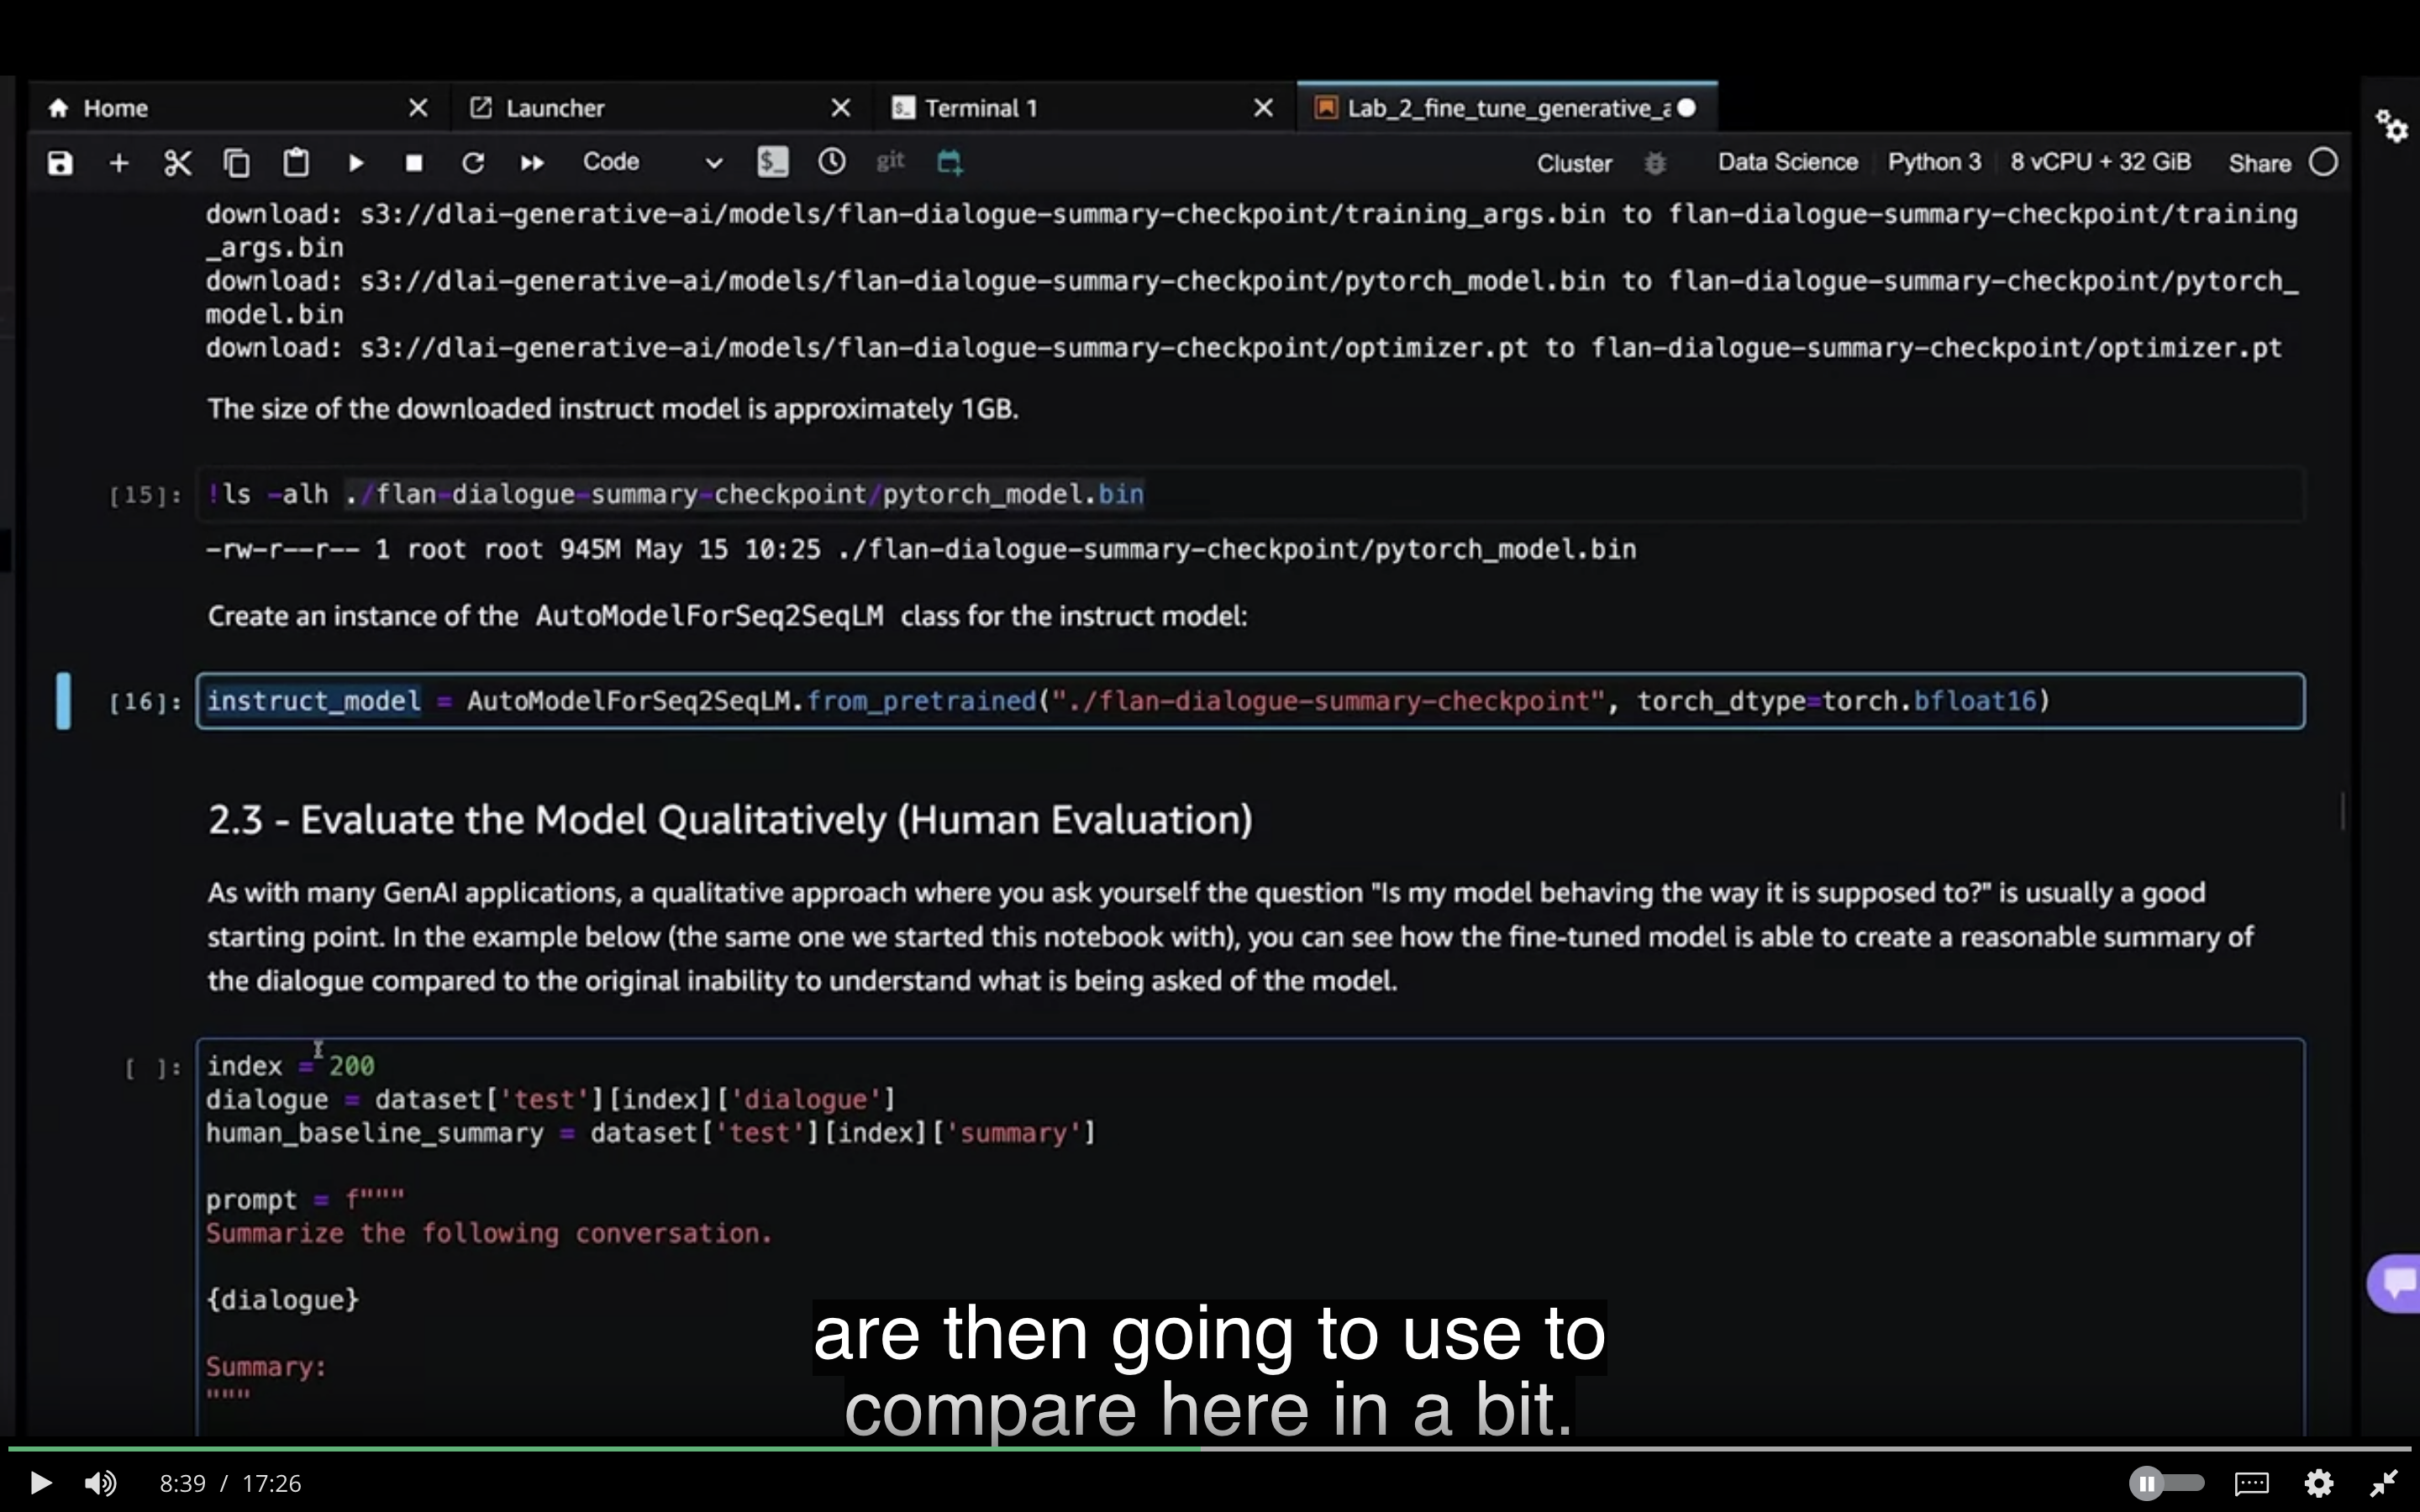 Home
Launcher
Terminal 1
Lab_2_fine_tune_generative_a
Code
git
Cluster
Data Science
Python 3
8 vCPU + 32 GiB
Share
download: s3://dlai-generative-ai/models/flan-dialogue-summary-checkpoint/training_args.bin to flan-dialogue-summary-checkpoint/training
_args.bin
download: s3://dlai-generative-ai/models/flan-dialogue-summary-checkpoint/pytorch_model.bin to flan-dialogue-summary-checkpoint/pytorch_
model.bin
download: s3://dlai-generative-ai/models/flan-dialogue-summary-checkpoint/optimizer.pt to flan-dialogue-summary-checkpoint/optimizer.pt
The size of the downloaded instruct model is approximately 1GB.
[15]: !ls -alh ./flan-dialogue-summary-checkpoint/pytorch_model.bin
-rw-r--r-- 1 root root 945M May 15 10:25 ./flan-dialogue-summary-checkpoint/pytorch_model.bin
Create an instance of the AutoModelForSeq2SeqLM class for the instruct model:
[16]: instruct_model = AutoModelForSeq2SeqLM.from_pretrained("./flan-dialogue-summary-checkpoint", torch_dtype=torch.bfloat16)
2.3 - Evaluate the Model Qualitatively (Human Evaluation)
As with many GenAI applications, a qualitative approach where you ask yourself the question "Is my model behaving the way it is supposed to?" is usually a good
starting point. In the example below (the same one we started this notebook with), you can see how the fine-tuned model is able to create a reasonable summary of
the dialogue compared to the original inability to understand what is being asked of the model.
[ ]: index = 200
dialogue = dataset['test'][index]['dialogue']
human_baseline_summary = dataset['test'][index]['summary']
prompt = f"""
Summarize the following conversation.
{dialogue}
Summary:
"""
are then going to use to
compare here in a bit.
8:39 / 17:26